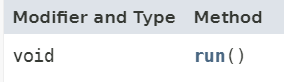 Modifier and Type Method
void run()